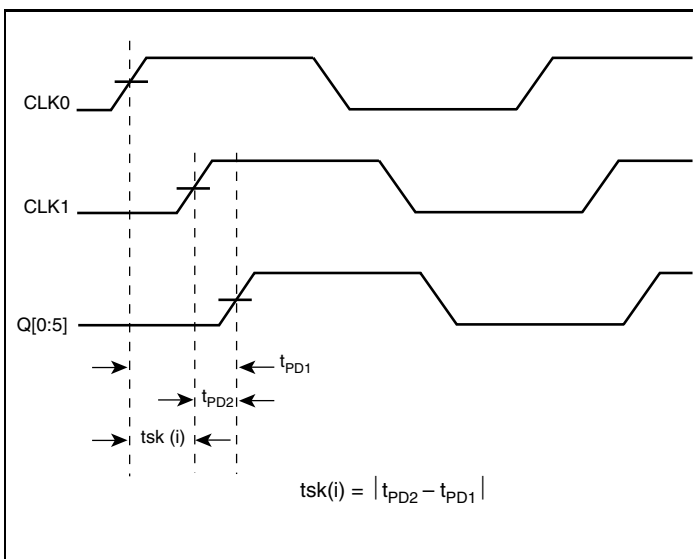 CLK0
CLK1
Q[0:5]
tPD1
tPD2
tsk (i)
tsk(i) = |tPD2 – tPD1|